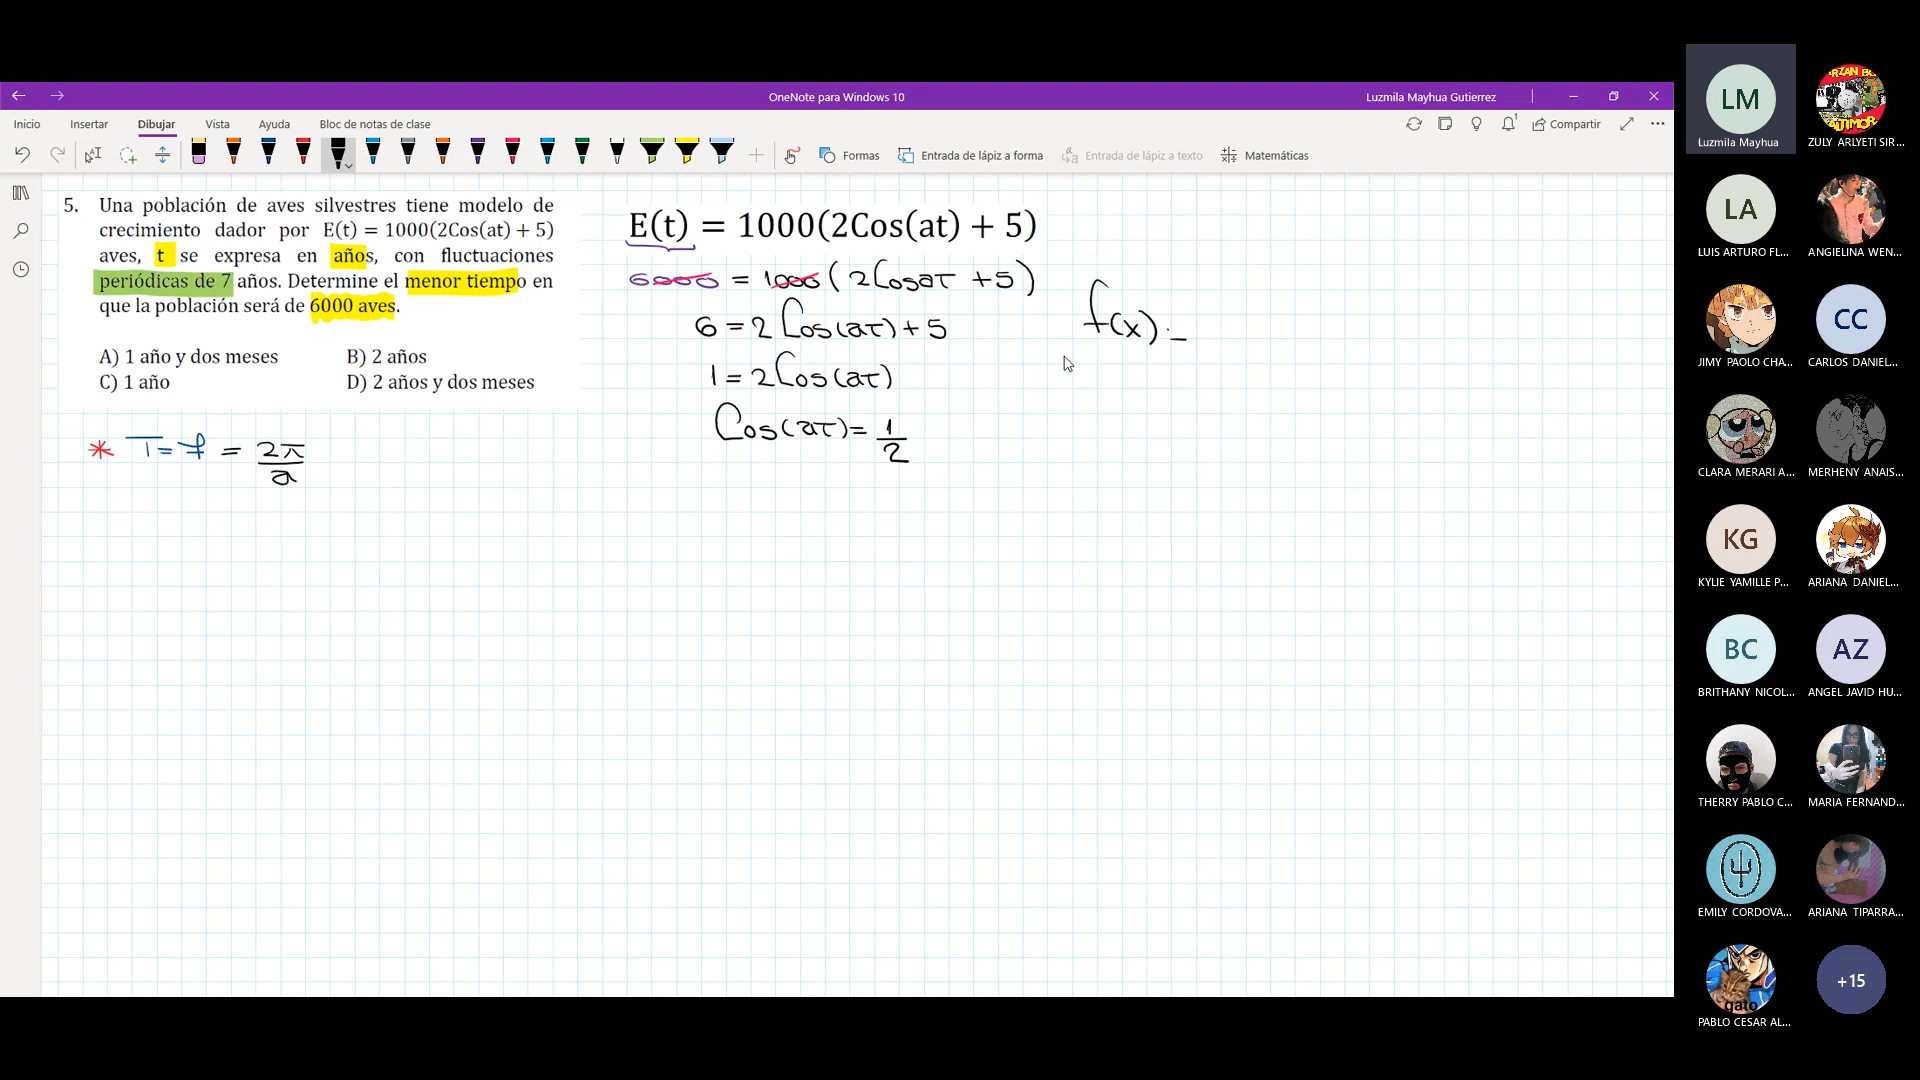 OneNote para Windows 10
Luzmila Mayhua Gutierrez
Inicio Insertar Dibujar Vista Ayuda Bloc de notas de clase
Compartir
Formas Entrada de lápiz a forma Entrada de lápiz a texto Matemáticas
5. Una población de aves silvestres tiene modelo de
crecimiento dador por E(t) = 1000(2Cos(at) + 5)
aves, t se expresa en años, con fluctuaciones
periódicas de 7 años. Determine el menor tiempo en
que la población será de 6000 aves.
A) 1 año y dos meses B) 2 años
C) 1 año D) 2 años y dos meses
* T = 7 = 2π/a
E(t) = 1000(2Cos(at) + 5)
6000 = 1000 (2Cosat + 5)
6 = 2 Cos(at) + 5
1 = 2 Cos(at)
Cos(at) = 1/2
f(x) =
LM
Luzmila Mayhua
ZULY ARLYETI SIR...
LA
LUIS ARTURO FL...
ANGIELINA WEN...
JIMY PAOLO CHA...
CC
CARLOS DANIEL...
CLARA MERARI A...
MERHENY ANAIS...
KG
KYLIE YAMILLE P...
ARIANA DANIEL...
BC
BRITHANY NICOL...
AZ
ANGEL JAVID HU...
THERRY PABLO C...
MARIA FERNAND...
EMILY CORDOVA...
ARIANA TIPARRA...
gato
PABLO CESAR AL...
+15